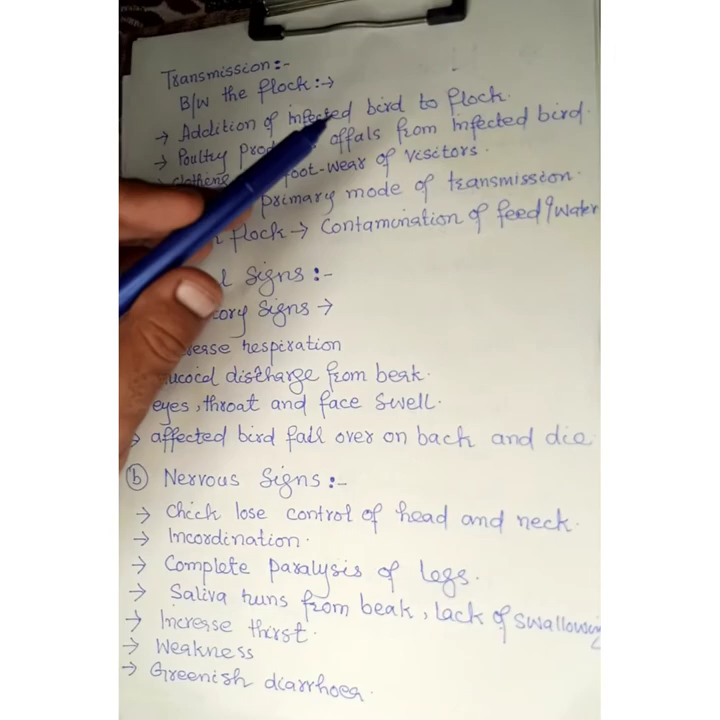 Transmission:-
B/w the flock:→
→ Addition of infected bird to flock.
→ Poultry offals from infected bird.
foot-wear of visitors.
primary mode of transmission.
flock → Contamination of feed & water
Signs:-
Signs →
respiration
discharge from beak.
eyes, throat and face swell.
→ affected bird fall over on back and die
(b) Nervous Signs:-
→ Chick lose control of head and neck.
→ Incordination.
→ Complete paralysis of legs.
→ Saliva runs from beak, lack of swallowing
→ Increase thirst.
→ Weakness
→ Greenish diarrhoea.